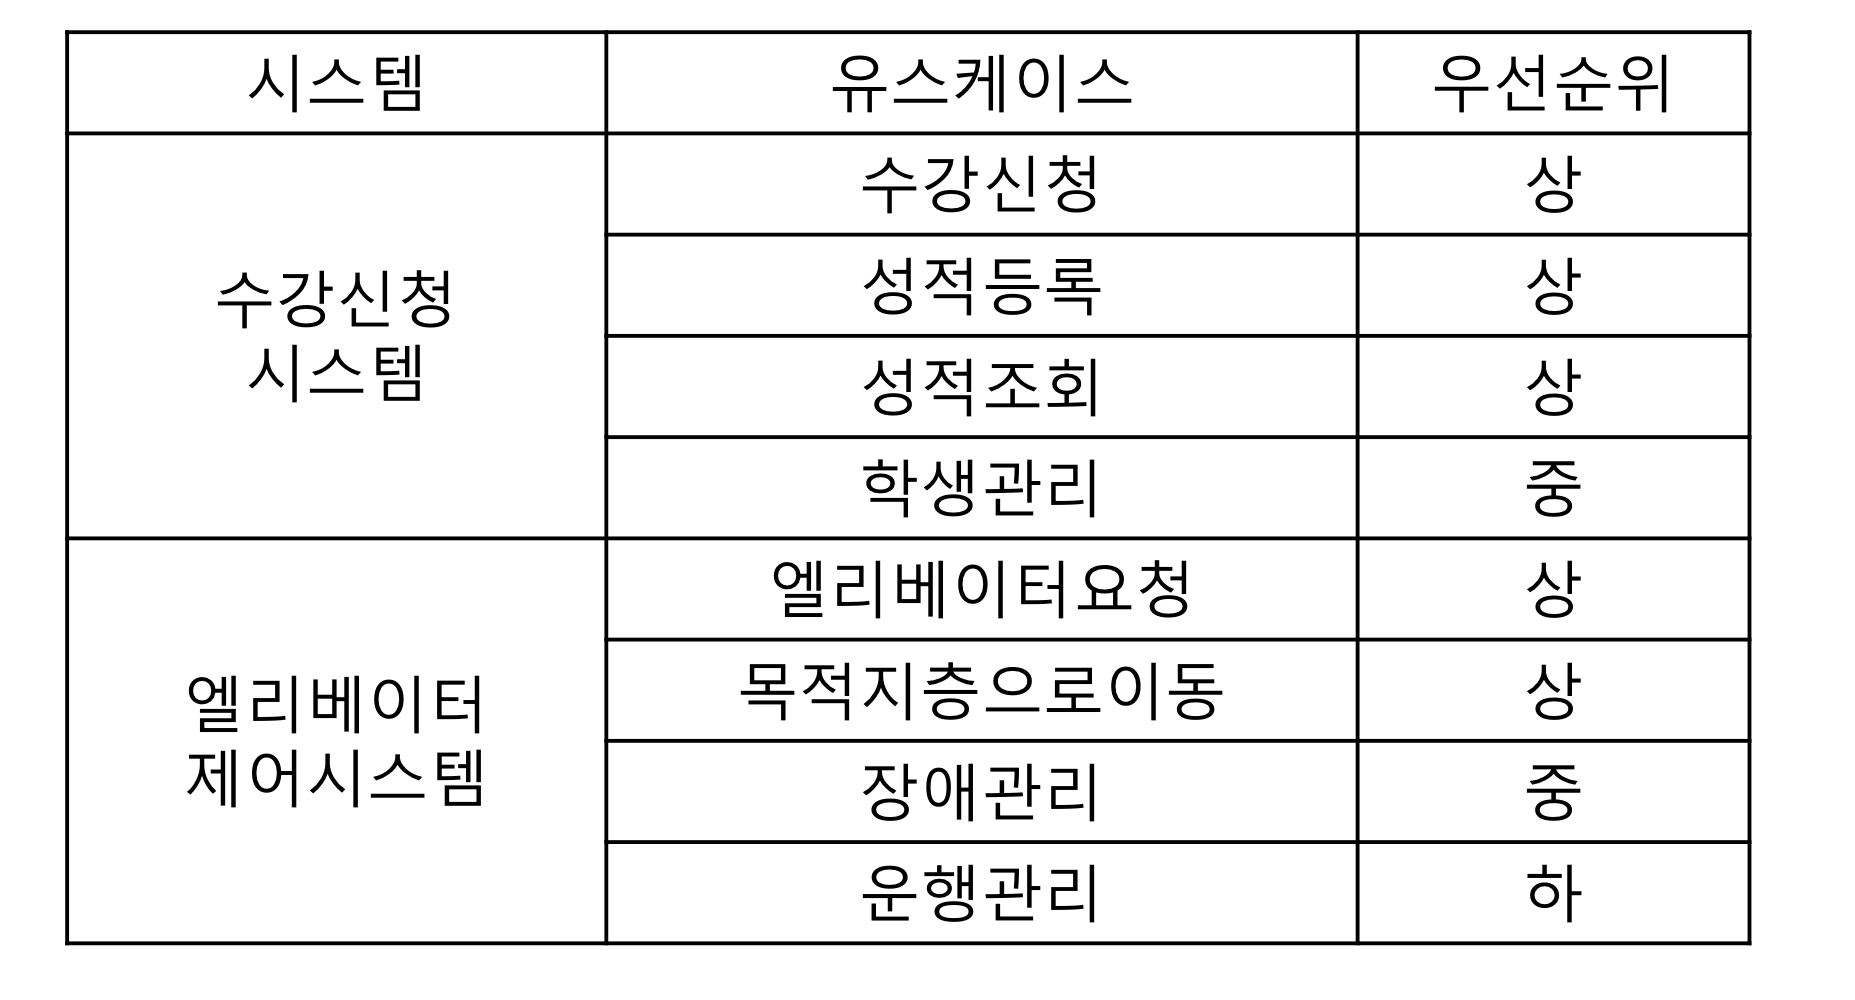 시스템 유스케이스 우선순위
수강신청
시스템
수강신청 상
성적등록 상
성적조회 상
학생관리 중
엘리베이터
제어시스템
엘리베이터요청 상
목적지층으로이동 상
장애관리 중
운행관리 하